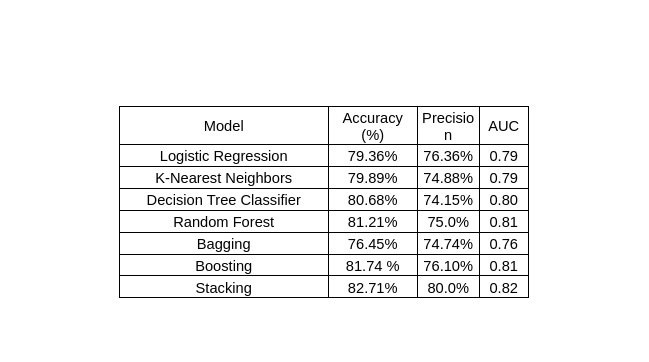 Model Accuracy (%) Precision AUC
Logistic Regression 79.36% 76.36% 0.79
K-Nearest Neighbors 79.89% 74.88% 0.79
Decision Tree Classifier 80.68% 74.15% 0.80
Random Forest 81.21% 75.0% 0.81
Bagging 76.45% 74.74% 0.76
Boosting 81.74 % 76.10% 0.81
Stacking 82.71% 80.0% 0.82